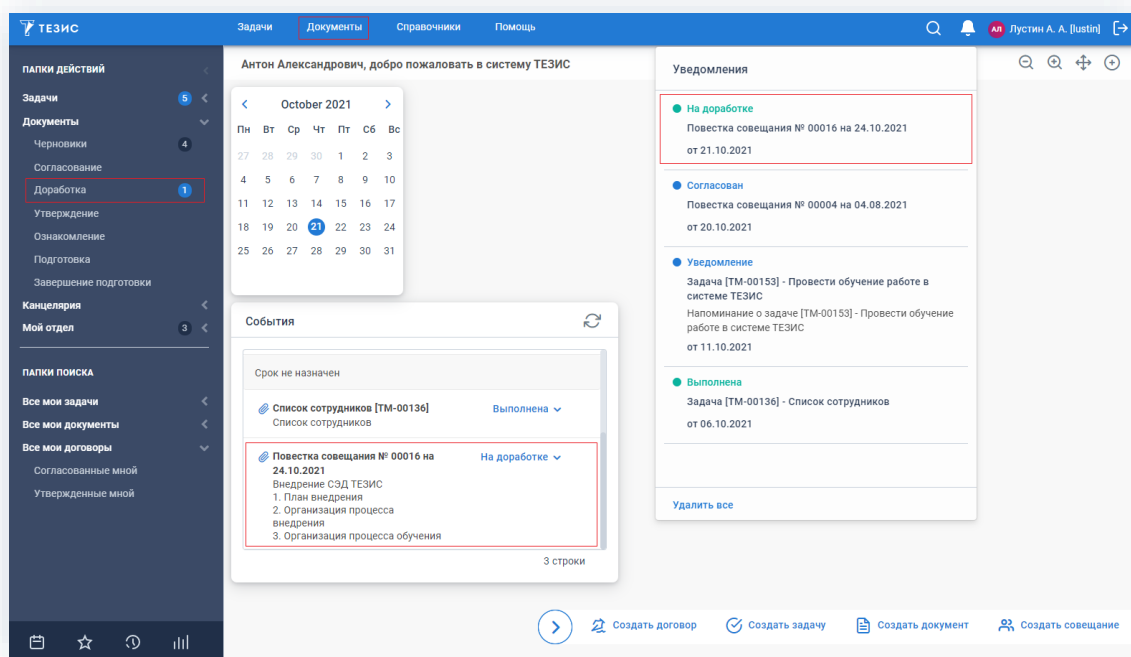 ТЕЗИС
Задачи Документы Справочники Помощь
АЛ Лустин А. А. [lustin]
ПАПКИ ДЕЙСТВИЙ
Задачи 5
Документы
Черновики 4
Согласование
Доработка 1
Утверждение
Ознакомление
Подготовка
Завершение подготовки
Канцелярия
Мой отдел 3
ПАПКИ ПОИСКА
Все мои задачи
Все мои документы
Все мои договоры
Согласованные мной
Утвержденные мной
Антон Александрович, добро пожаловать в систему ТЕЗИС
October 2021
Пн Вт Ср Чт Пт Сб Вс
27 28 29 30 1 2 3
4 5 6 7 8 9 10
11 12 13 14 15 16 17
18 19 20 21 22 23 24
25 26 27 28 29 30 31
События
Срок не назначен
Список сотрудников [ТМ-00136] Выполнена
Список сотрудников
Повестка совещания № 00016 на На доработке
24.10.2021
Внедрение СЭД ТЕЗИС
1. План внедрения
2. Организация процесса
внедрения
3. Организация процесса обучения
3 строки
Уведомления
На доработке
Повестка совещания № 00016 на 24.10.2021
от 21.10.2021
Согласован
Повестка совещания № 00004 на 04.08.2021
от 20.10.2021
Уведомление
Задача [ТМ-00153] - Провести обучение работе в
системе ТЕЗИС
Напоминание о задаче [ТМ-00153] - Провести обучение
работе в системе ТЕЗИС
от 11.10.2021
Выполнена
Задача [ТМ-00136] - Список сотрудников
от 06.10.2021
Удалить все
Создать договор Создать задачу Создать документ Создать совещание